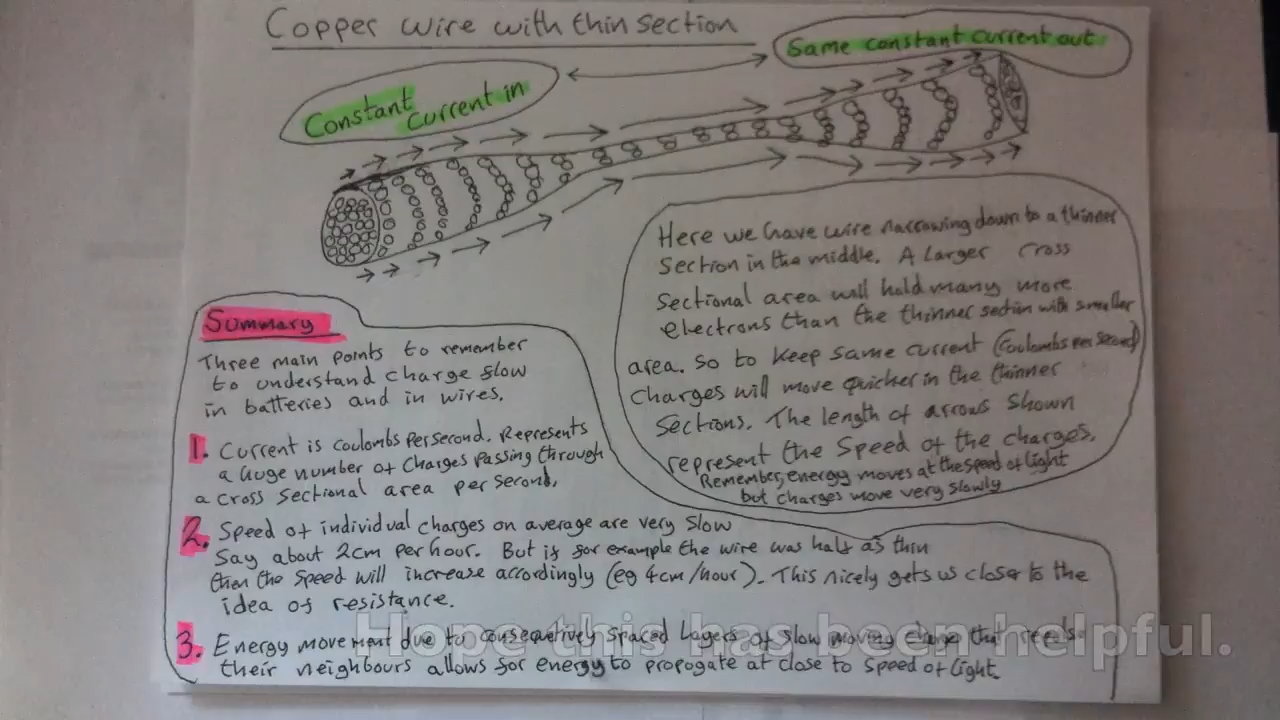 Copper wire with thin section
Same constant current out
Constant
current in
Here we have wire narrowing down to a thinner
section in the middle. A larger cross
sectional area will hold many more
electrons than the thinner section with smaller
area. So to keep same current (Coulombs per second)
charges will move quicker in the thinner
sections. The length of arrows shown
represent the speed of the charges.
Remember, energy moves at the speed of light
but charges move very slowly
Summary
Three main points to remember
to understand charge flow
in batteries and in wires.
1. Current is coulombs per second. Represents
a huge number of charges passing through
a cross sectional area per second.
2. Speed of individual charges on average are very slow
Say about 2cm per hour. But if for example the wire was half as thin
then the speed will increase accordingly (eg 4cm/hour). This nicely gets us closer to the
idea of resistance.
3. Energy movement due to consequtively spaced layers of slow moving charge that
their neighbours allows for energy to propogate at close to speed of light.
Hope this has been helpful.